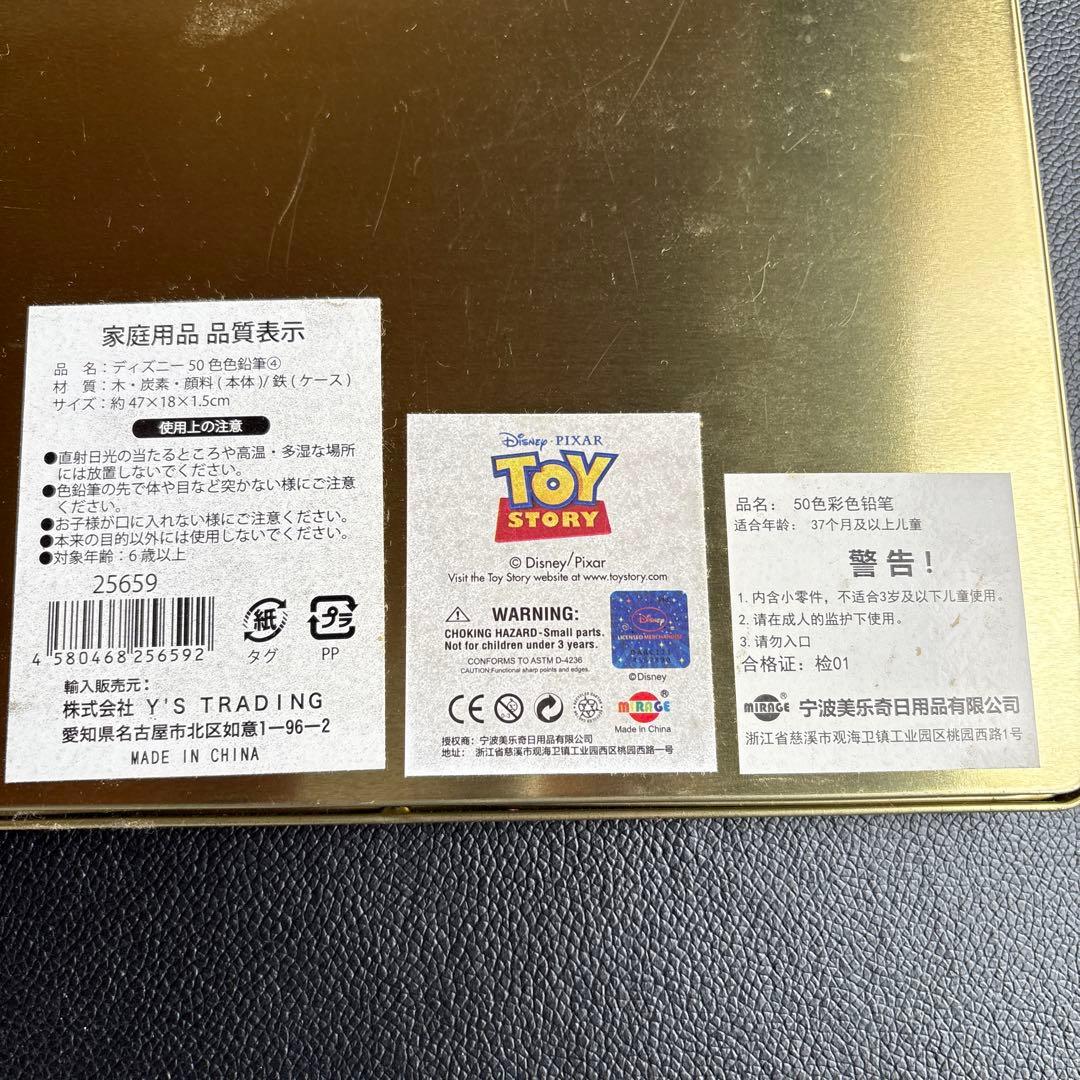 家庭用品 品質表示
品 名：ディズニー 50 色色鉛筆④
材 質：木・炭素・顔料 ( 本体 )/ 鉄 ( ケース )
サイズ：約 47×18×1.5cm
使用上の注意
●直射日光の当たるところや高温・多湿な場所
には放置しないでください。
●色鉛筆の先で体や目など突かない様にご注意
ください。
●お子様が口に入れない様にご注意ください。
●本来の目的以外には使用しないでください。
●対象年齢：6 歳以上
25659
4 580468 256592
紙
タグ
プラ
PP
輸入販売元：
株式会社 Y'S TRADING
愛知県名古屋市北区如意1-96-2
MADE IN CHINA
Disney · PIXAR
TOY
STORY
© Disney/Pixar
Visit the Toy Story website at www.toystory.com
WARNING:
CHOKING HAZARD-Small parts.
Not for children under 3 years.
CONFORMS TO ASTM D-4236
CAUTION:Functional sharp points and edges.
Disney
LICENSED MERCHANDISE
©Disney
CE
0-3
MIRAGE®
Made in China
授权商：宁波美乐奇日用品有限公司
地址： 浙江省慈溪市观海卫镇工业园西区桃园西路一号
品名： 50色彩色铅笔
适合年龄： 37个月及以上儿童
警告！
1. 内含小零件，不适合3岁及以下儿童使用。
2. 请在成人的监护下使用。
3. 请勿入口
合格证：检01
MIRAGE® 宁波美乐奇日用品有限公司
浙江省慈溪市观海卫镇工业园区桃园西路1号